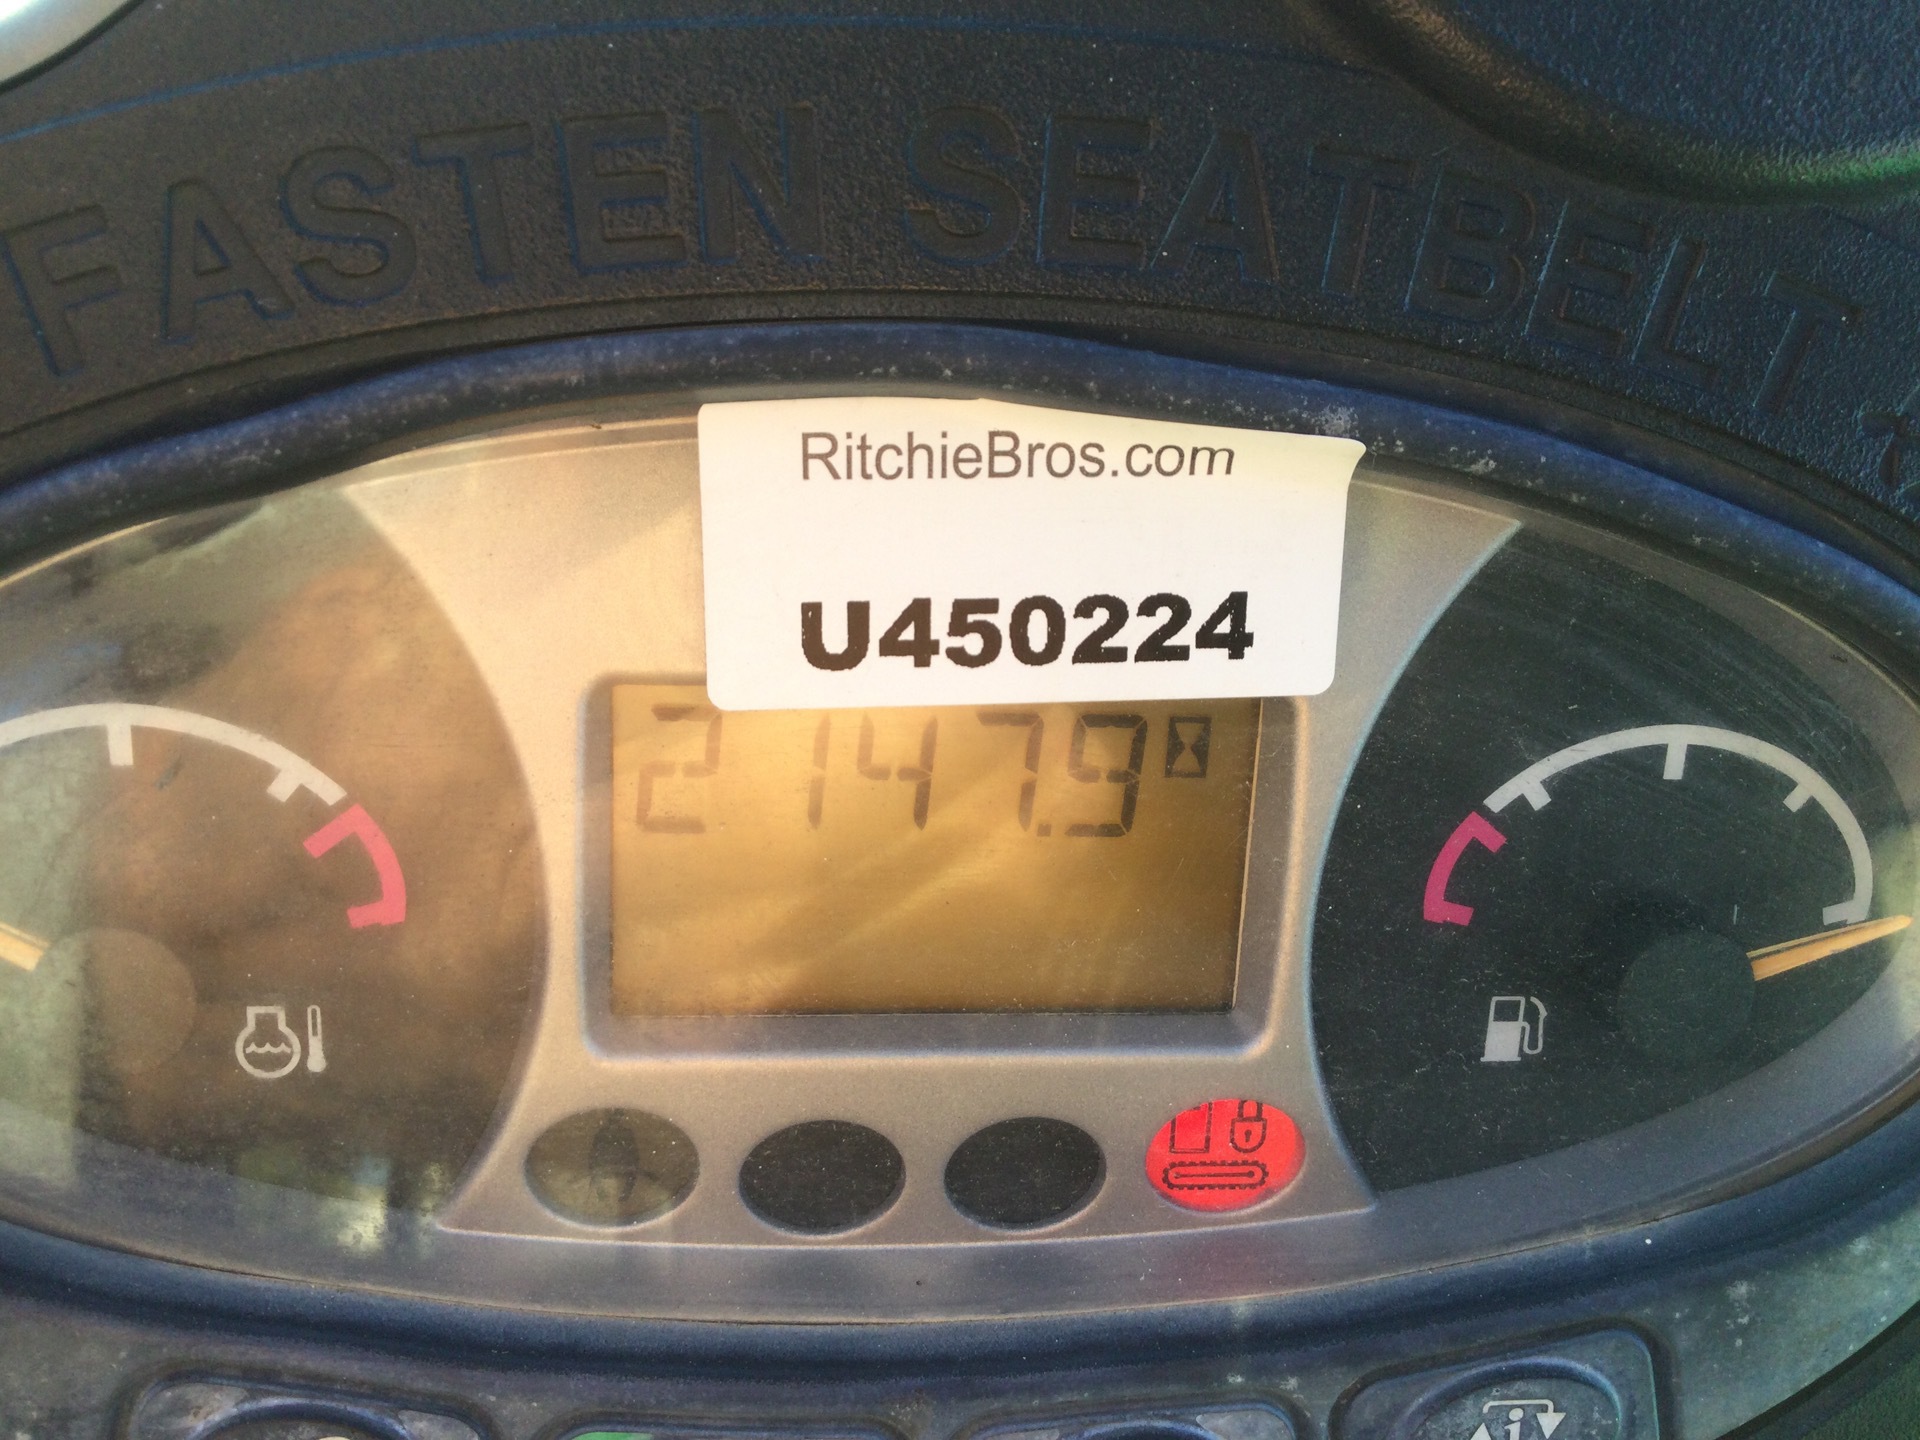 FASTEN SEATBELT
RitchieBros.com
U450224
2147.9